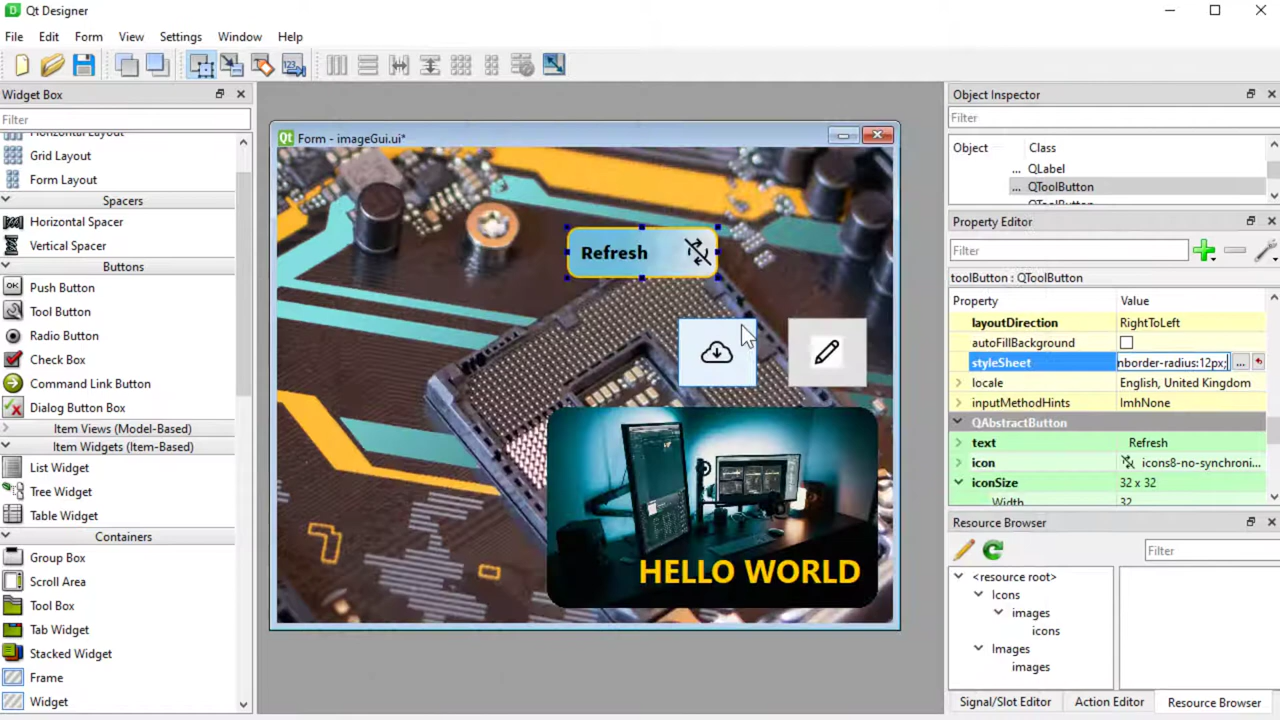 Qt Designer
File Edit Form View Settings Window Help
Widget Box
Filter
Horizontal Layout
Grid Layout
Form Layout
Spacers
Horizontal Spacer
Vertical Spacer
Buttons
OK Push Button
Tool Button
Radio Button
Check Box
Command Link Button
Dialog Button Box
Item Views (Model-Based)
Item Widgets (Item-Based)
List Widget
Tree Widget
Table Widget
Containers
Group Box
Scroll Area
Tool Box
Tab Widget
Stacked Widget
Frame
Widget
Qt Form - imageGui.ui*
Refresh
HELLO WORLD
Object Inspector
Filter
Object Class
... QLabel
... QToolButton
... QToolButton
Property Editor
Filter
toolButton : QToolButton
Property Value
layoutDirection RightToLeft
autoFillBackground
styleSheet nborder-radius:12px; ...
locale English, United Kingdom
inputMethodHints ImhNone
QAbstractButton
text Refresh
icon icons8-no-synchroni...
iconSize 32 x 32
Width 32
Resource Browser
Filter
<resource root>
Icons
images
icons
Images
images
Signal/Slot Editor Action Editor Resource Browser